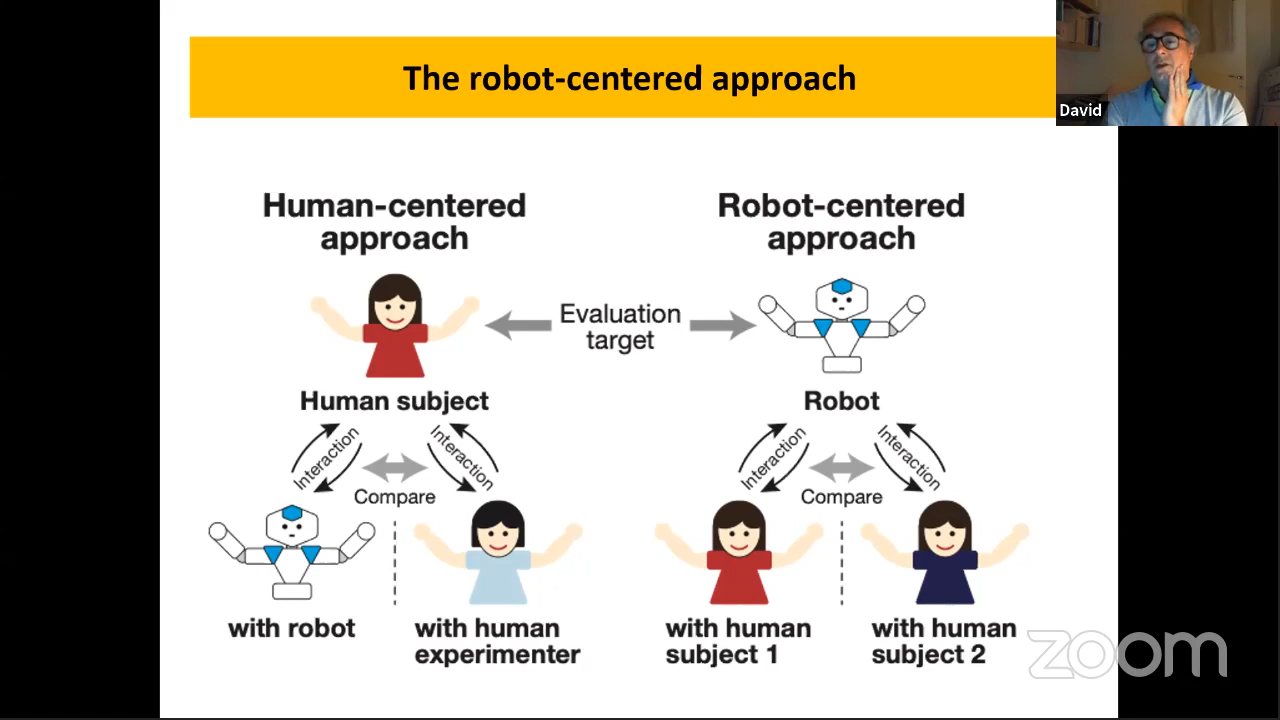 The robot-centered approach
David
Human-centered
approach
Robot-centered
approach
Evaluation
target
Human subject
Robot
Interaction
Interaction
Compare
Interaction
Interaction
Compare
with robot
with human
experimenter
with human
subject 1
with human
subject 2
zoom